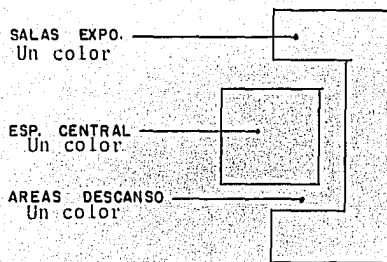 SALAS EXPO.
Un color
ESP. CENTRAL
Un color
AREAS DESCANSO
Un color